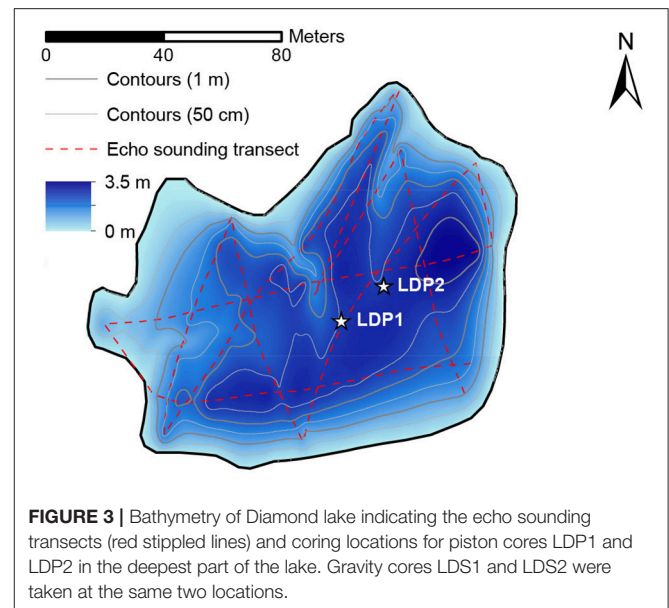 Meters
0 40 80
N
Contours (1 m)
Contours (50 cm)
Echo sounding transect
3.5 m
0 m
LDP2
LDP1
FIGURE 3 | Bathymetry of Diamond lake indicating the echo sounding
transects (red stippled lines) and coring locations for piston cores LDP1 and
LDP2 in the deepest part of the lake. Gravity cores LDS1 and LDS2 were
taken at the same two locations.